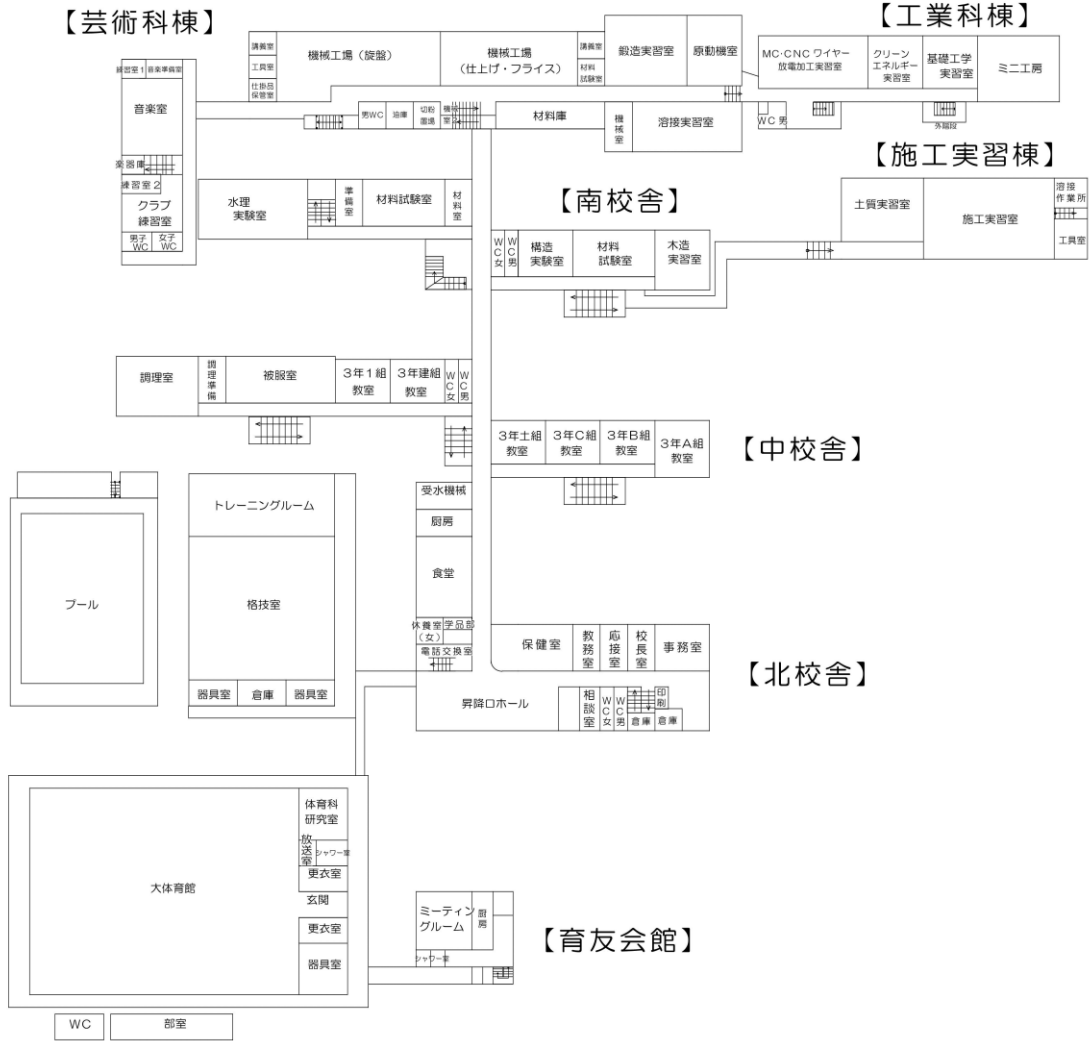 【芸術科棟】
【工業科棟】
講義室
工具室
仕掛品
保管室
機械工場（旋盤）
機械工場
（仕上げ・フライス）
講義室
材料
試験室
鍛造実習室
原動機室
MC・CNC ワイヤー
放電加工実習室
クリーン
エネルギー
実習室
基礎工学
実習室
ミニ工房
練習室1
音楽準備室
音楽室
楽器庫
練習室2
クラブ
練習室
男子
WC
女子
WC
男WC
油庫
切粉
置場
機械
室2
材料庫
機械室
溶接実習室
WC男
外階段
【施工実習棟】
水理
実験室
準備室
材料試験室
材料室
【南校舎】
土質実習室
施工実習室
溶接
作業所
工具室
WC女
WC男
構造
実験室
材料
試験室
木造
実習室
調理室
調理準備
被服室
3年1組
教室
3年建組
教室
WC女
WC男
3年土組
教室
3年C組
教室
3年B組
教室
3年A組
教室
【中校舎】
トレーニングルーム
受水機械
厨房
食堂
プール
格技室
休養室
（女）
学品部
電話交換室
保健室
教務室
応接室
校長室
事務室
【北校舎】
器具室
倉庫
器具室
昇降口ホール
相談室
WC女
WC男
倉庫
印刷
倉庫
体育科
研究室
放送室
シャワー室
更衣室
大体育館
玄関
更衣室
器具室
ミーティン
グルーム
厨房
シャワー室
【育友会館】
WC
部室